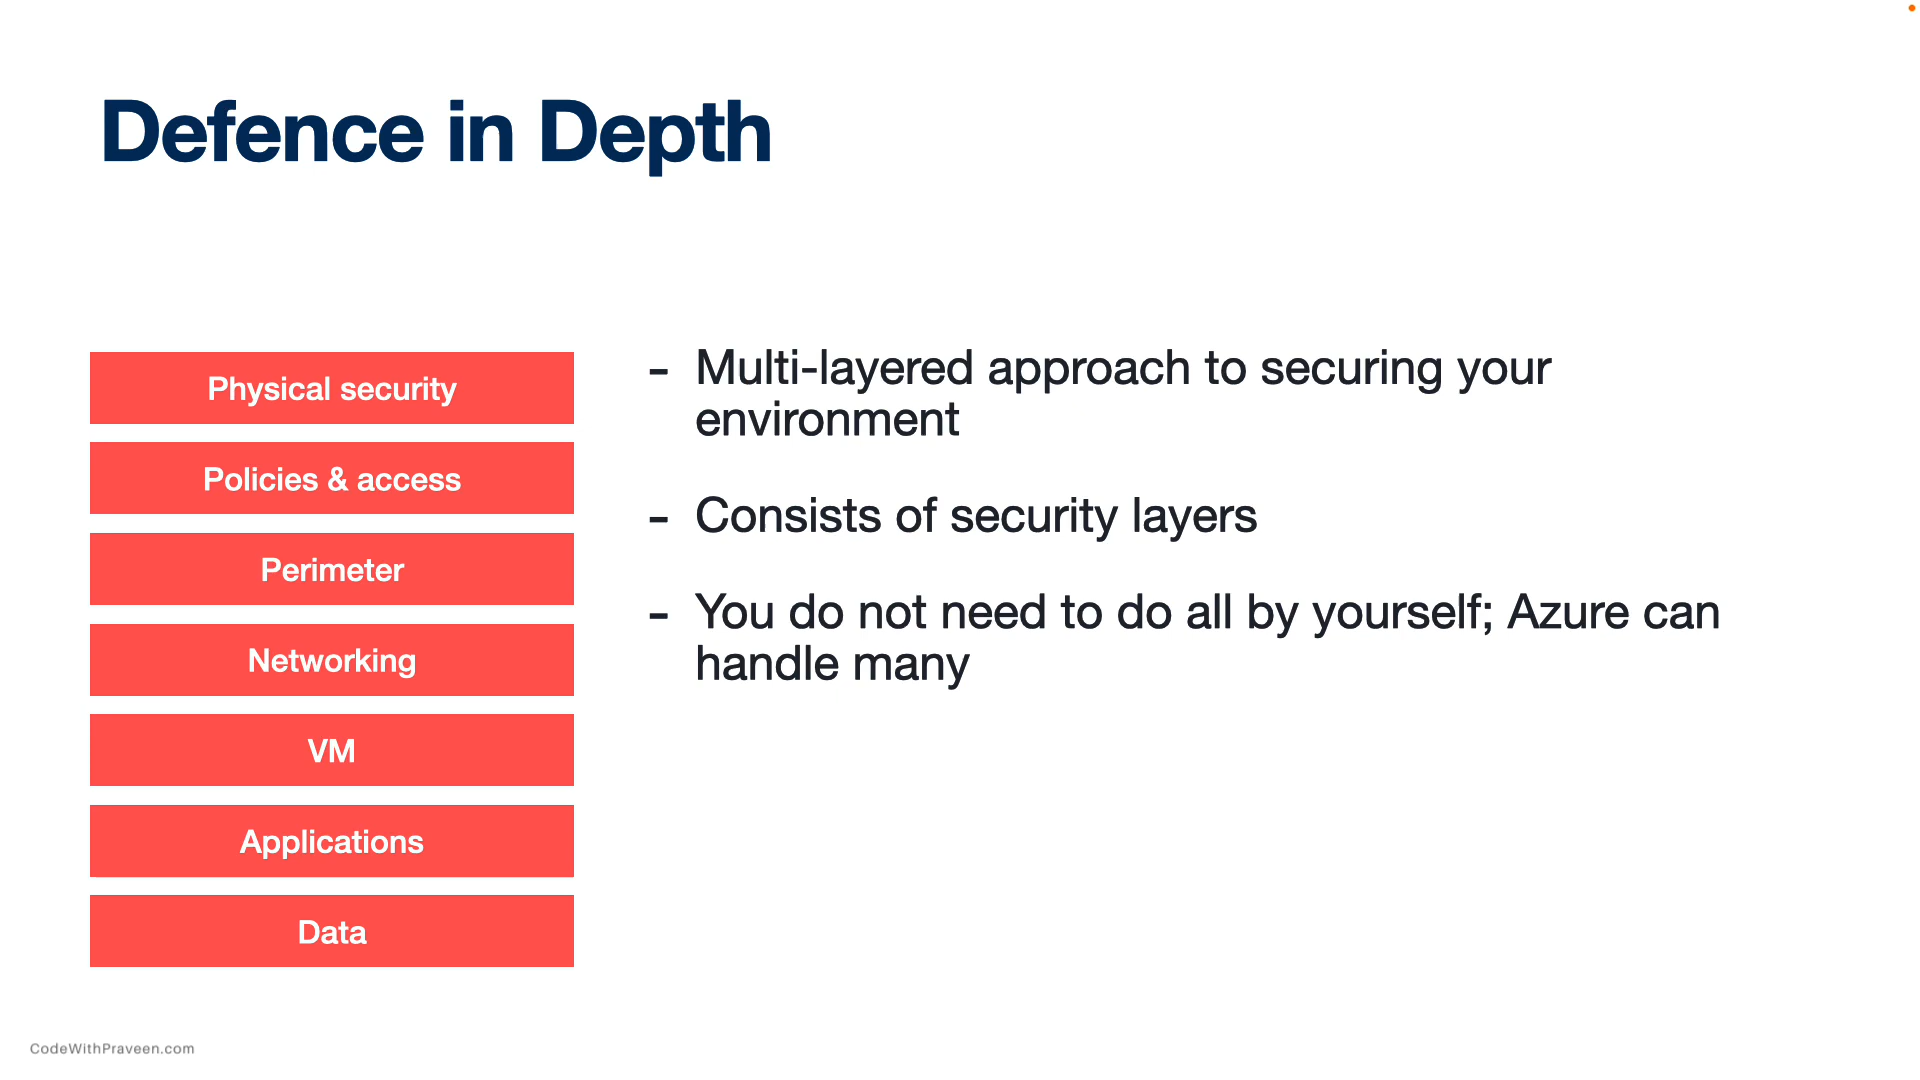 Defence in Depth
Physical security
Policies & access
Perimeter
Networking
VM
Applications
Data
- Multi-layered approach to securing your
environment
- Consists of security layers
- You do not need to do all by yourself; Azure can
handle many
CodeWithPraveen.com